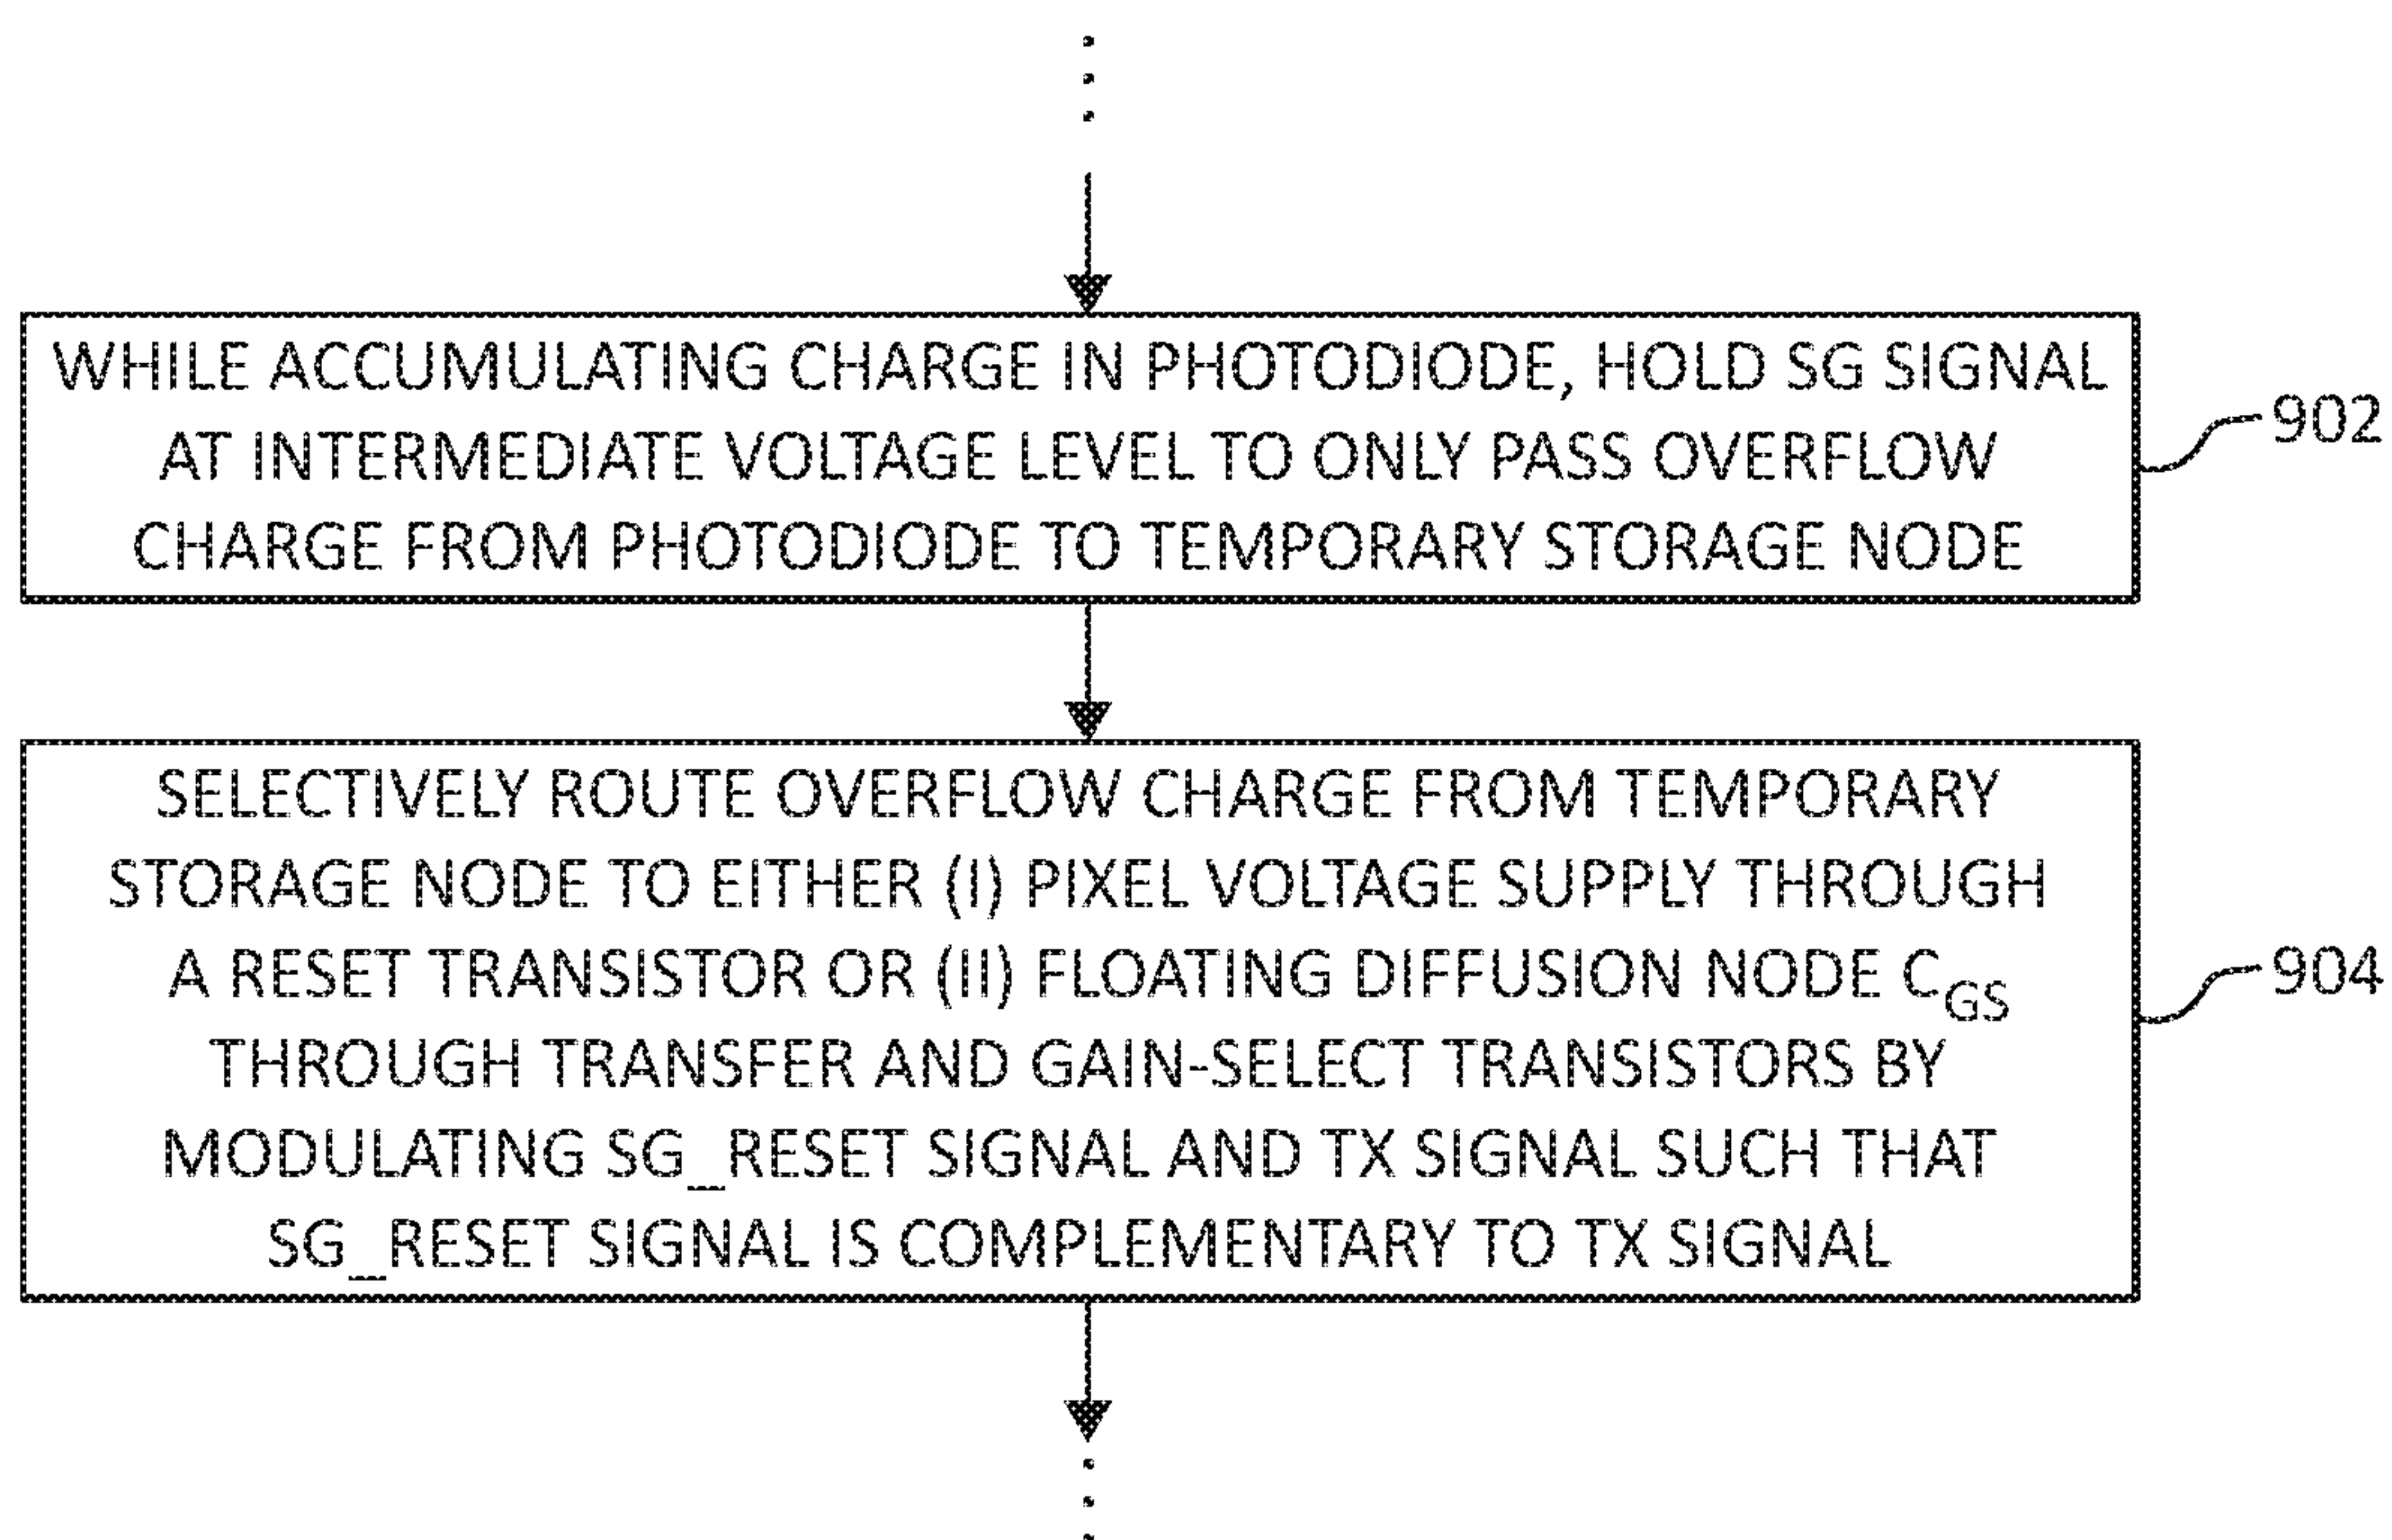 WHILE ACCUMULATING CHARGE IN PHOTODIODE, HOLD SG SIGNAL
AT INTERMEDIATE VOLTAGE LEVEL TO ONLY PASS OVERFLOW
CHARGE FROM PHOTODIODE TO TEMPORARY STORAGE NODE
902
SELECTIVELY ROUTE OVERFLOW CHARGE FROM TEMPORARY
STORAGE NODE TO EITHER (I) PIXEL VOLTAGE SUPPLY THROUGH
A RESET TRANSISTOR OR (II) FLOATING DIFFUSION NODE C_GS
THROUGH TRANSFER AND GAIN-SELECT TRANSISTORS BY
MODULATING SG_RESET SIGNAL AND TX SIGNAL SUCH THAT
SG_RESET SIGNAL IS COMPLEMENTARY TO TX SIGNAL
904